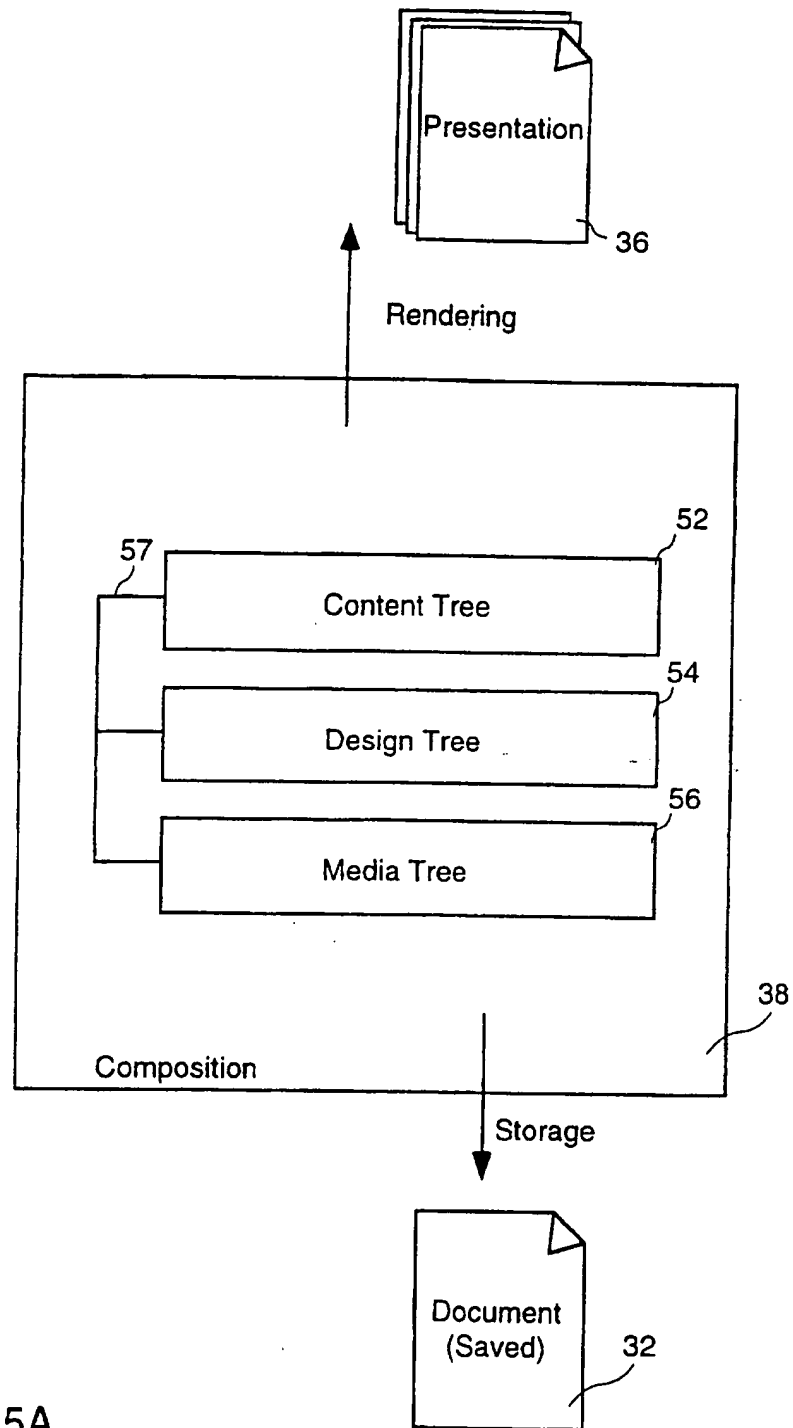 Presentation
36
Rendering
52
57
Content Tree
54
Design Tree
56
Media Tree
38
Composition
Storage
Document
(Saved)
32
5A